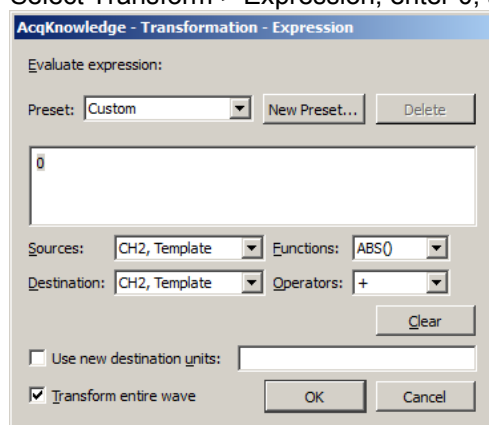 Select Transform > Expression, enter 0,
AcqKnowledge - Transformation - Expression
Evaluate expression:
Preset: Custom New Preset... Delete
0
Sources: CH2, Template Functions: ABS()
Destination: CH2, Template Operators: +
Clear
Use new destination units:
Transform entire wave OK Cancel